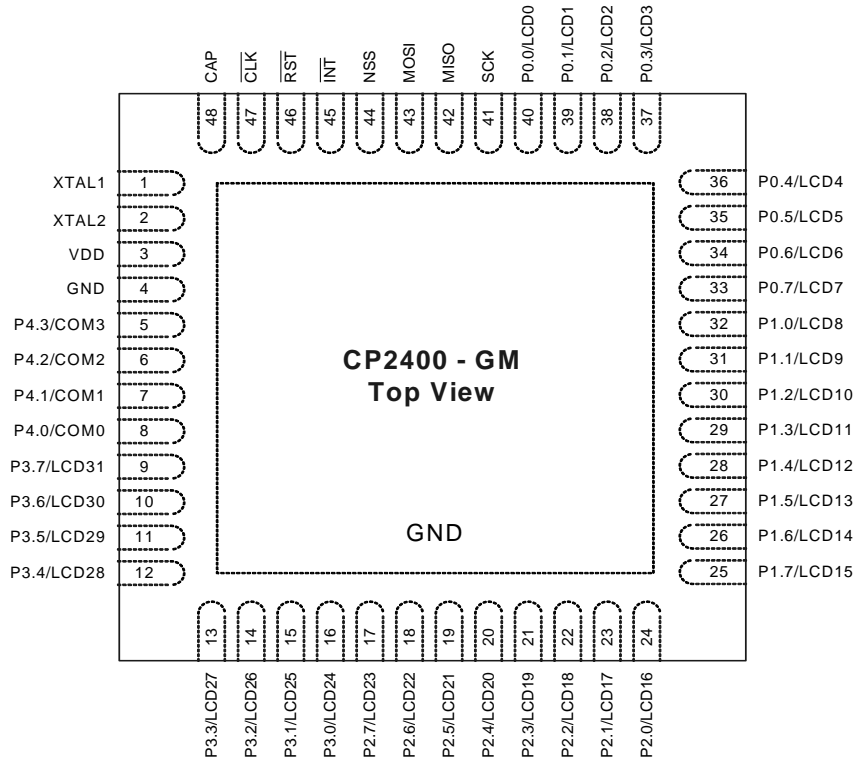 CAP
C̅L̅K̅
R̅S̅T̅
I̅N̅T̅
NSS
MOSI
MISO
SCK
P0.0/LCD0
P0.1/LCD1
P0.2/LCD2
P0.3/LCD3
48
47
46
45
44
43
42
41
40
39
38
37
XTAL1 1
XTAL2 2
VDD 3
GND 4
P4.3/COM3 5
P4.2/COM2 6
P4.1/COM1 7
P4.0/COM0 8
P3.7/LCD31 9
P3.6/LCD30 10
P3.5/LCD29 11
P3.4/LCD28 12
CP2400 - GM
Top View
GND
36 P0.4/LCD4
35 P0.5/LCD5
34 P0.6/LCD6
33 P0.7/LCD7
32 P1.0/LCD8
31 P1.1/LCD9
30 P1.2/LCD10
29 P1.3/LCD11
28 P1.4/LCD12
27 P1.5/LCD13
26 P1.6/LCD14
25 P1.7/LCD15
13
14
15
16
17
18
19
20
21
22
23
24
P3.3/LCD27
P3.2/LCD26
P3.1/LCD25
P3.0/LCD24
P2.7/LCD23
P2.6/LCD22
P2.5/LCD21
P2.4/LCD20
P2.3/LCD19
P2.2/LCD18
P2.1/LCD17
P2.0/LCD16